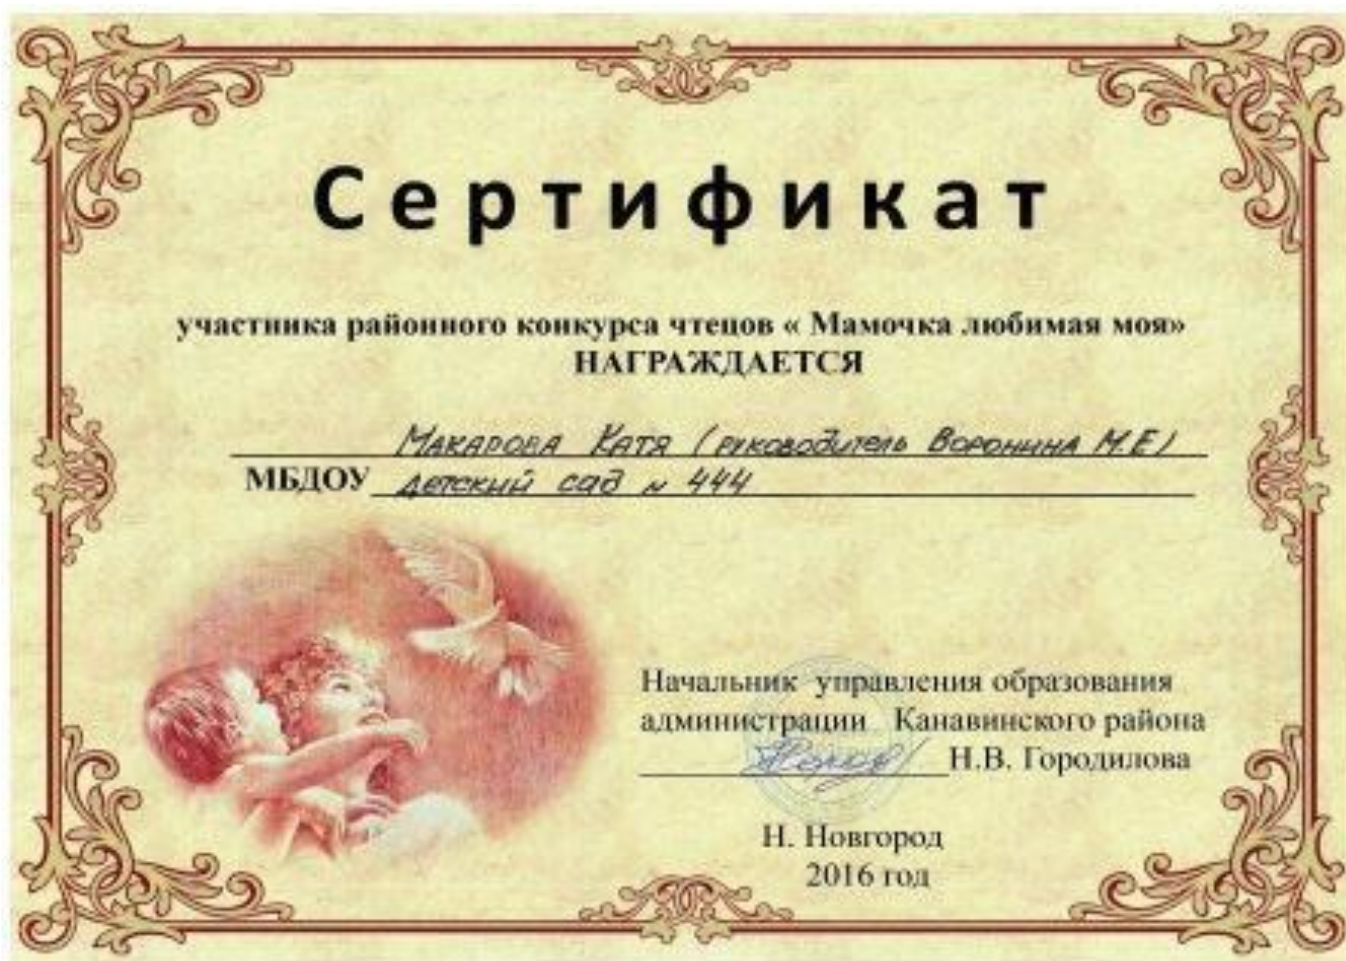 Сертификат
участника районного конкурса чтецов « Мамочка любимая моя»
НАГРАЖДАЕТСЯ
Макарова Катя (руководитель Воронина М.Е)
МБДОУ детский сад № 444
Начальник управления образования
администрации Канавинского района
Н.В. Городилова
Н. Новгород
2016 год